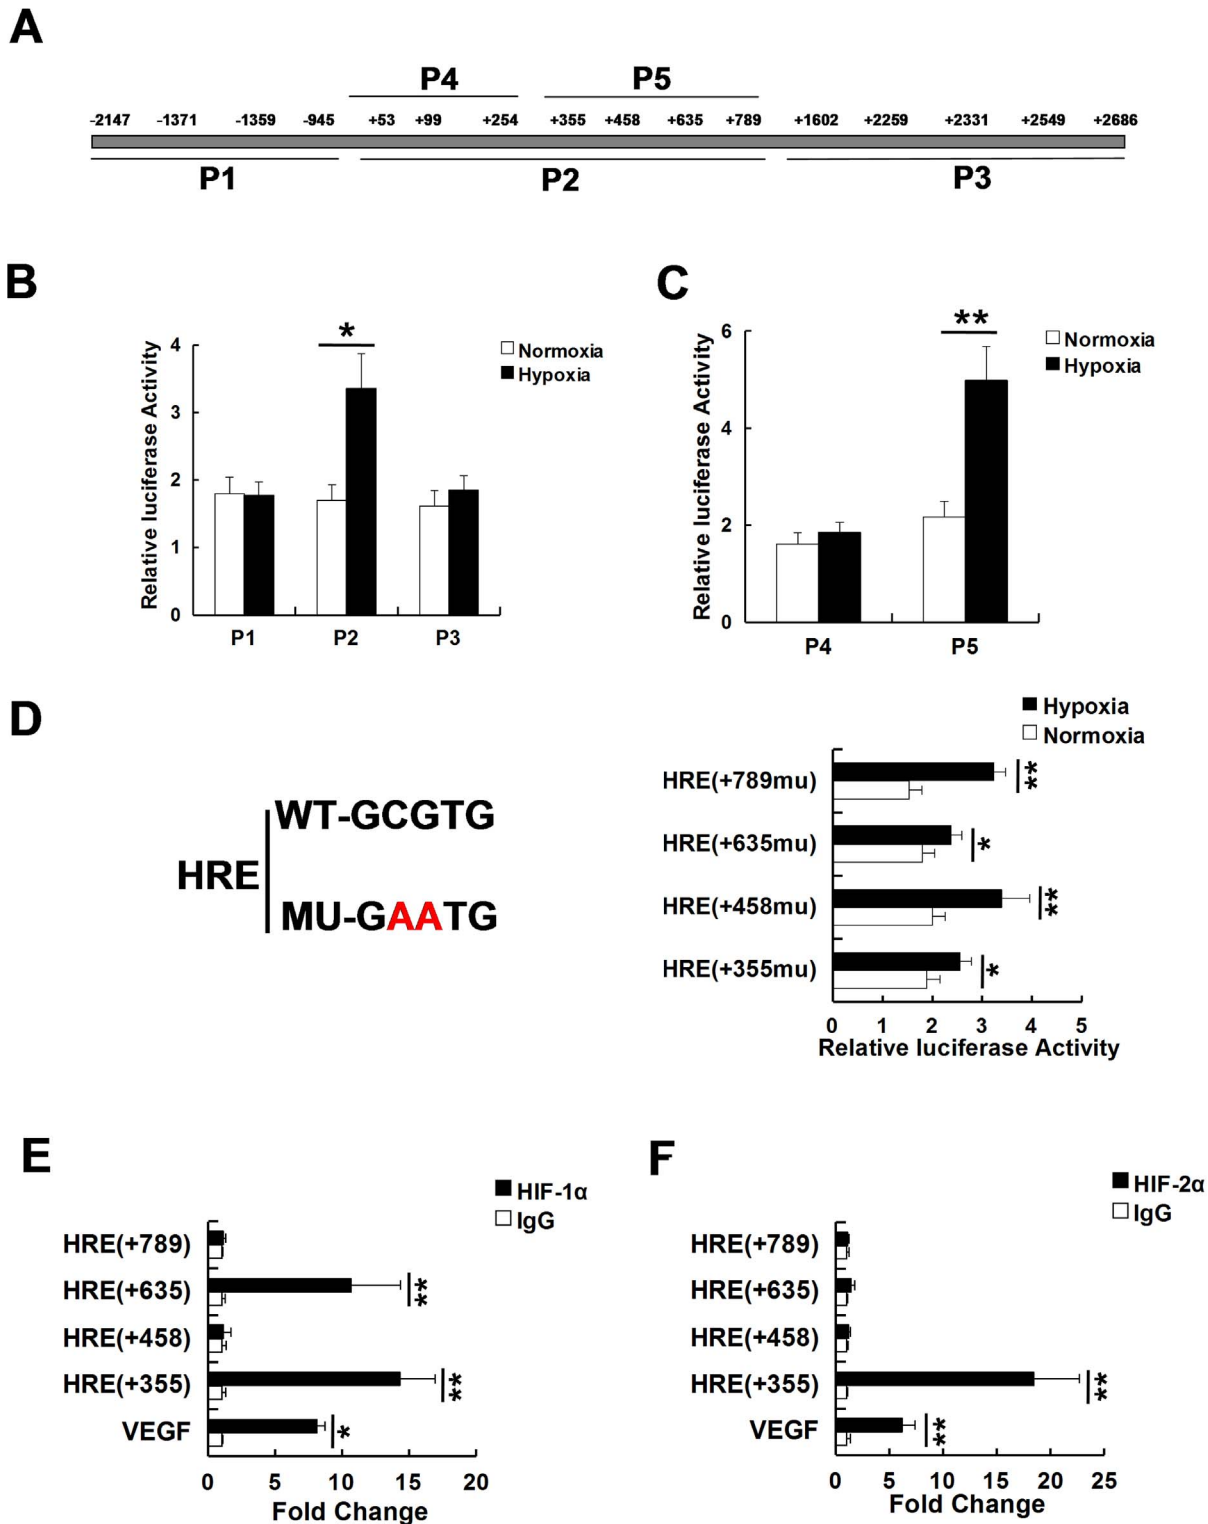 A
P4 P5
-2147 -1371 -1359 -945 +53 +99 +254 +355 +458 +635 +789 +1602 +2259 +2331 +2549 +2686
P1 P2 P3
B
Relative luciferase Activity
4
3
2
1
0
*
Normoxia
Hypoxia
P1 P2 P3
C
Relative luciferase Activity
6
4
2
0
**
Normoxia
Hypoxia
P4 P5
D
HRE
WT-GCGTG
MU-GAATG
Hypoxia
Normoxia
HRE(+789mu) **
HRE(+635mu) *
HRE(+458mu) **
HRE(+355mu) *
0 1 2 3 4 5
Relative luciferase Activity
E
HIF-1α
IgG
HRE(+789)
HRE(+635) **
HRE(+458)
HRE(+355) **
VEGF *
0 5 10 15 20
Fold Change
F
HIF-2α
IgG
HRE(+789)
HRE(+635)
HRE(+458)
HRE(+355) **
VEGF **
0 5 10 15 20 25
Fold Change